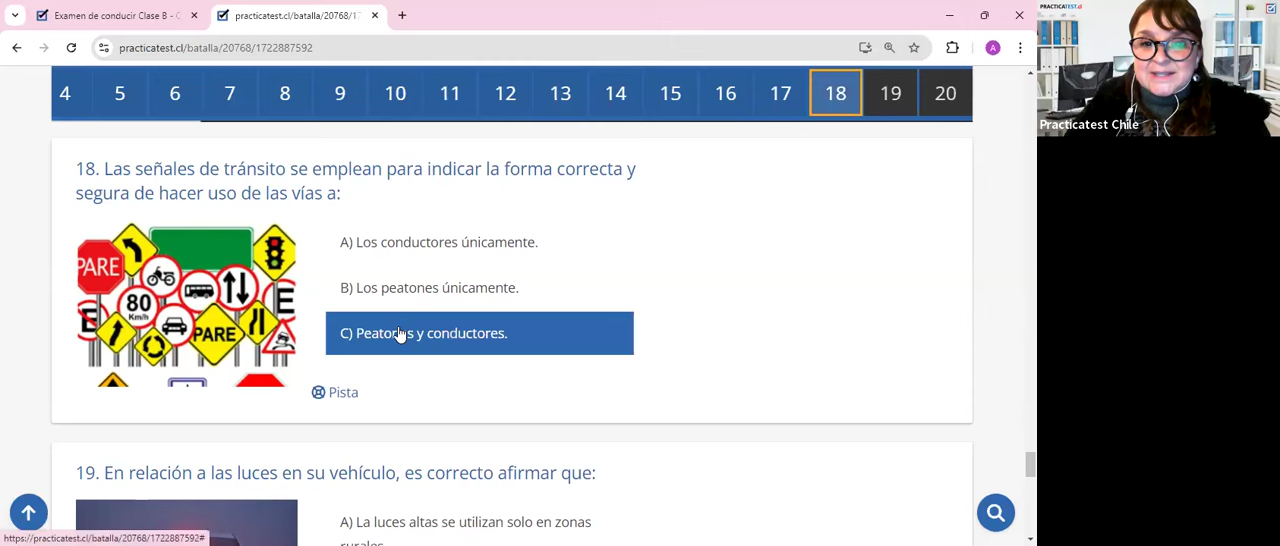 Examen de conducir Clase B - C
practicatest.cl/batalla/20768/17
practicatest.cl/batalla/20768/1722887592
A
PRACTICATEST.cl
Practicatest Chile
4 5 6 7 8 9 10 11 12 13 14 15 16 17 18 19 20
18. Las señales de tránsito se emplean para indicar la forma correcta y
segura de hacer uso de las vías a:
PARE
80
Km/h
E
PARE
E
A) Los conductores únicamente.
B) Los peatones únicamente.
C) Peatones y conductores.
Pista
19. En relación a las luces en su vehículo, es correcto afirmar que:
A) La luces altas se utilizan solo en zonas
rurales.
https://practicatest.cl/batalla/20768/1722887592#